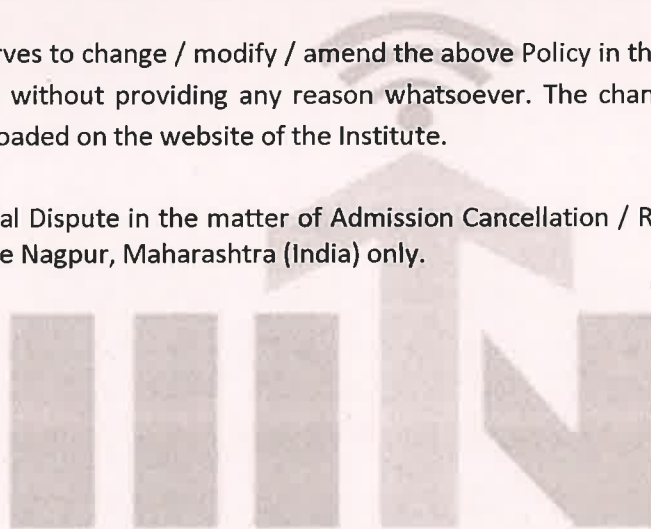 rves to change / modify / amend the above Policy in th
without providing any reason whatsoever. The chan
oaded on the website of the Institute.
al Dispute in the matter of Admission Cancellation / R
e Nagpur, Maharashtra (India) only.
IIIN